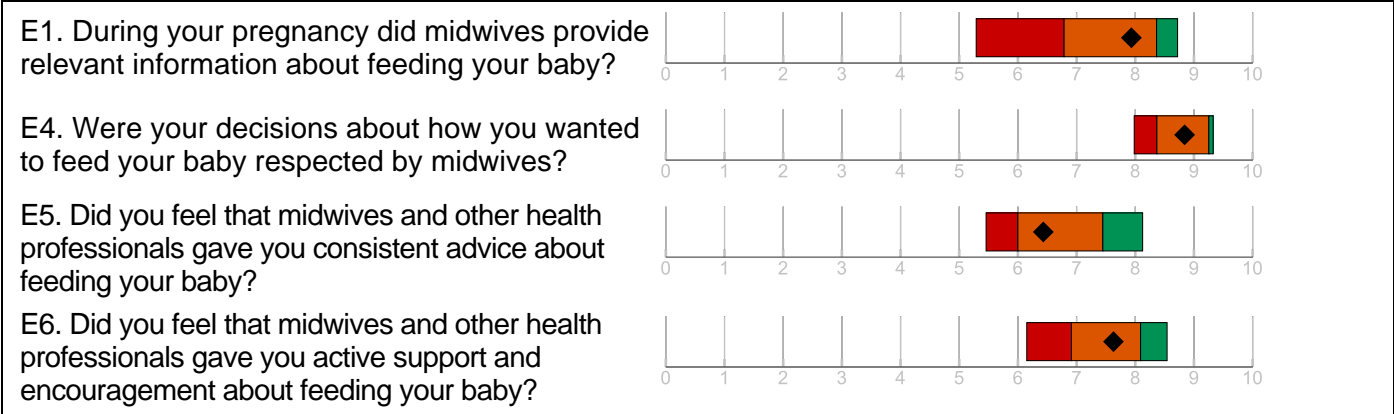 E1. During your pregnancy did midwives provide
relevant information about feeding your baby?
0 1 2 3 4 5 6 7 8 9 10
E4. Were your decisions about how you wanted
to feed your baby respected by midwives?
0 1 2 3 4 5 6 7 8 9 10
E5. Did you feel that midwives and other health
professionals gave you consistent advice about
feeding your baby?
0 1 2 3 4 5 6 7 8 9 10
E6. Did you feel that midwives and other health
professionals gave you active support and
encouragement about feeding your baby?
0 1 2 3 4 5 6 7 8 9 10